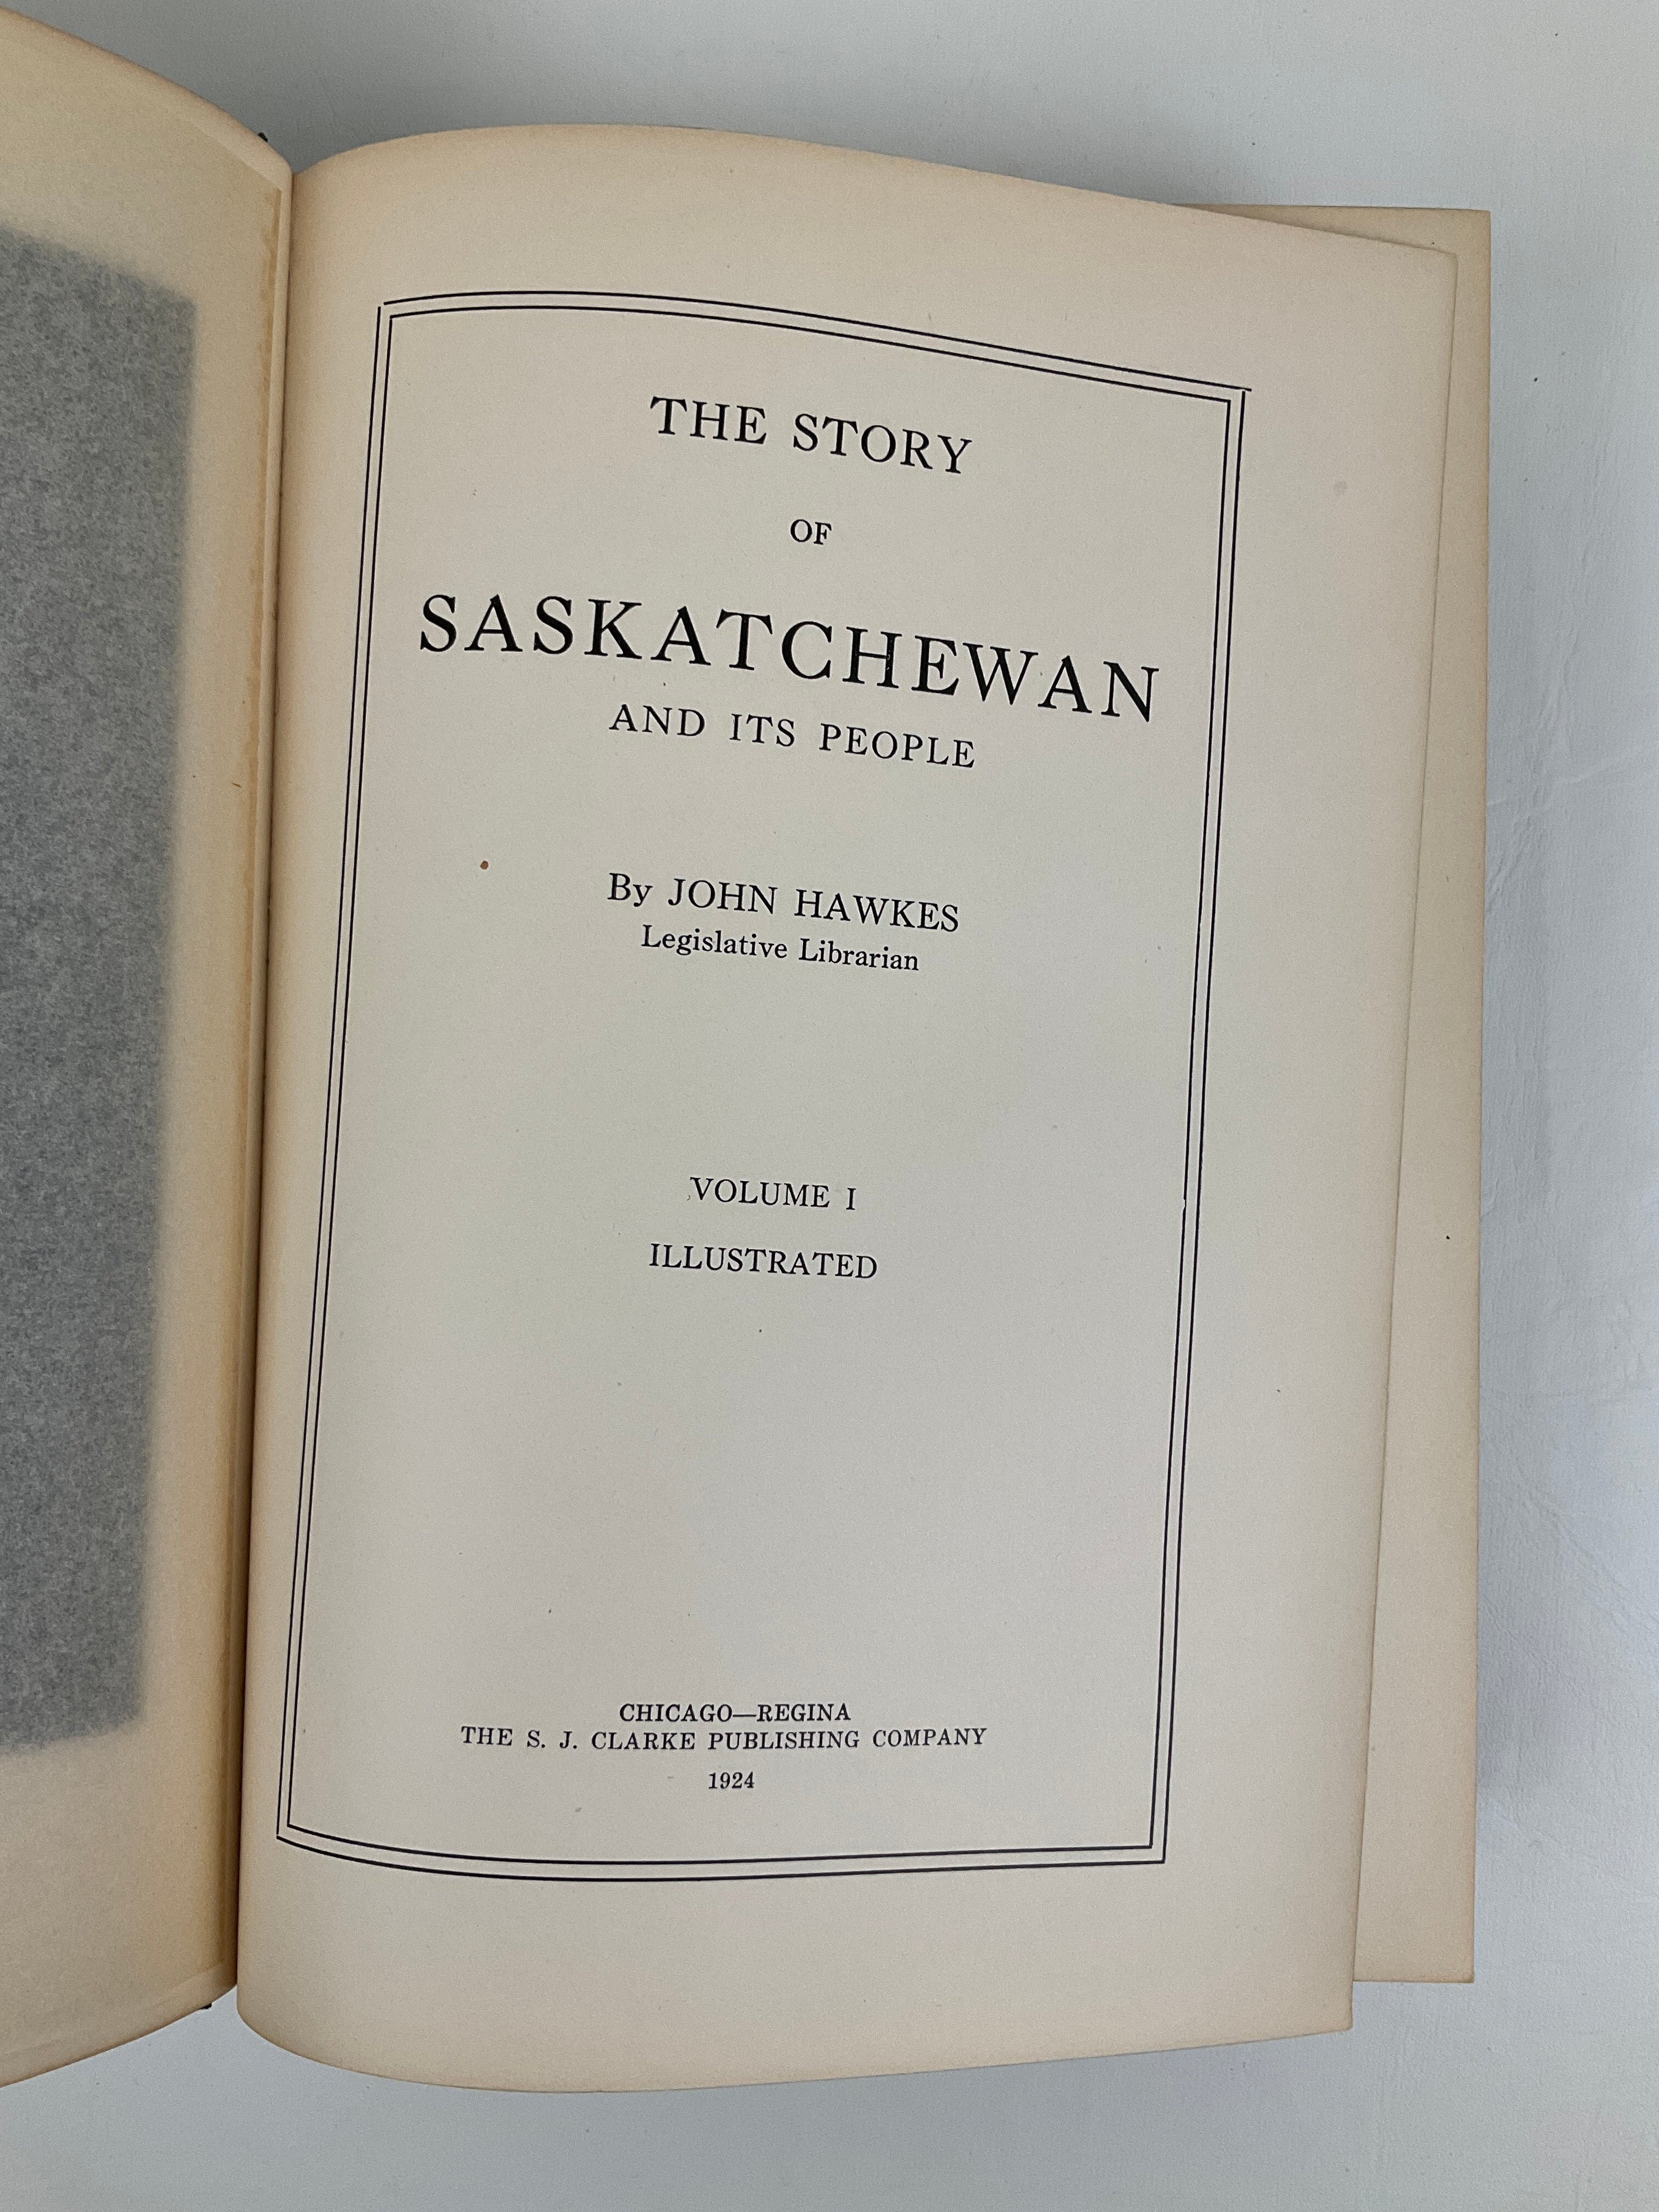 THE STORY
OF
SASKATCHEWAN
AND ITS PEOPLE
By JOHN HAWKES
Legislative Librarian
VOLUME I
ILLUSTRATED
CHICAGO—REGINA
THE S. J. CLARKE PUBLISHING COMPANY
1924